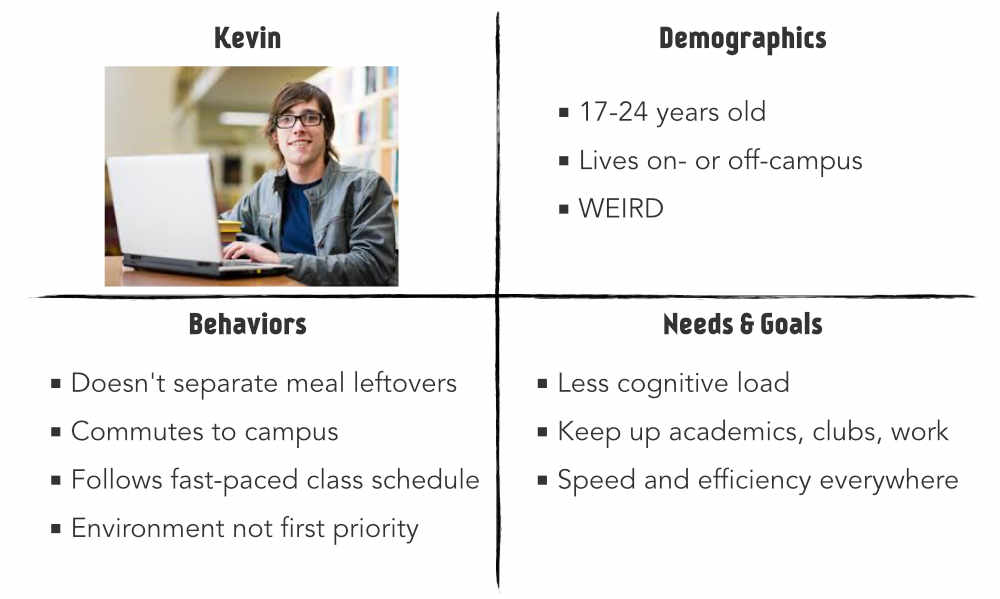 Kevin
Demographics
■ 17-24 years old
■ Lives on- or off-campus
■ WEIRD
Behaviors
■ Doesn't separate meal leftovers
■ Commutes to campus
■ Follows fast-paced class schedule
■ Environment not first priority
Needs & Goals
■ Less cognitive load
■ Keep up academics, clubs, work
■ Speed and efficiency everywhere